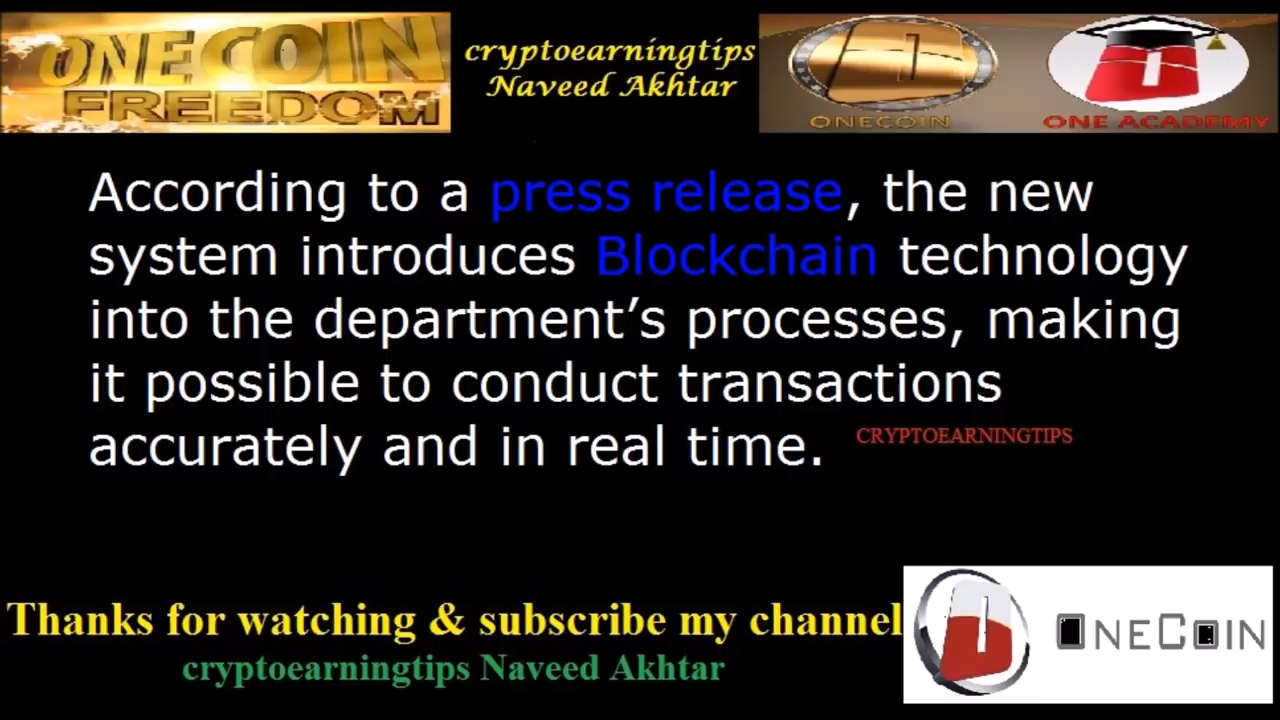 ONE COIN
FREEDOM
cryptoearningtips
Naveed Akhtar
ONECOIN
ONE ACADEMY
According to a press release, the new
system introduces Blockchain technology
into the department’s processes, making
it possible to conduct transactions
accurately and in real time.
CRYPTOEARNINGTIPS
Thanks for watching & subscribe my channel
cryptoearningtips Naveed Akhtar
ONECOIN